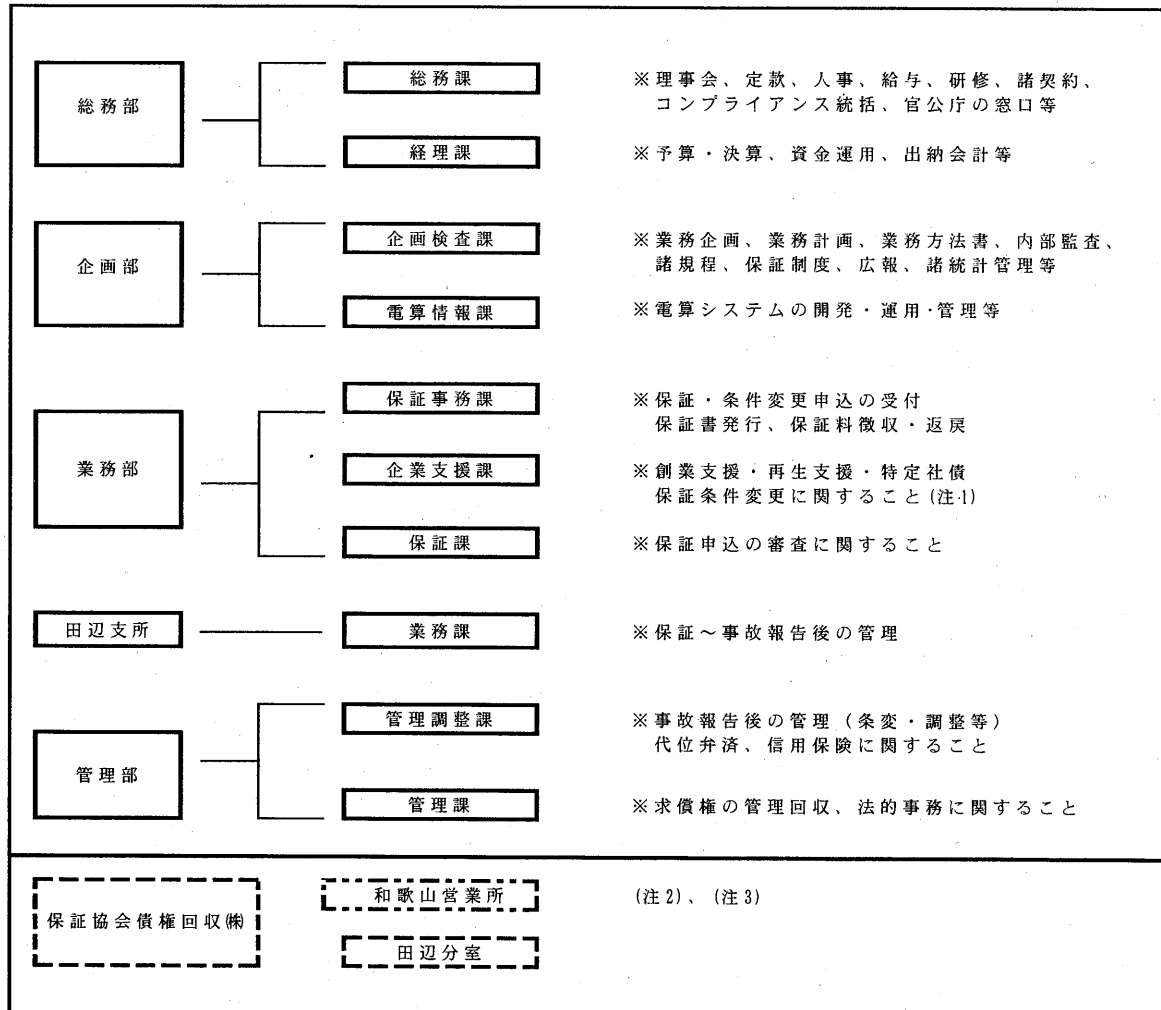 総務部
総務課
※理事会、定款、人事、給与、研修、諸契約、
コンプライアンス統括、官公庁の窓口等
経理課
※予算・決算、資金運用、出納会計等
企画部
企画検査課
※業務企画、業務計画、業務方法書、内部監査、
諸規程、保証制度、広報、諸統計管理等
電算情報課
※電算システムの開発・運用・管理等
業務部
保証事務課
※保証・条件変更申込の受付
保証書発行、保証料徴収・返戻
企業支援課
※創業支援・再生支援・特定社債
保証条件変更に関すること(注1)
保証課
※保証申込の審査に関すること
田辺支所
業務課
※保証～事故報告後の管理
管理部
管理調整課
※事故報告後の管理（条変・調整等）
代位弁済、信用保険に関すること
管理課
※求償権の管理回収、法的事務に関すること
保証協会債権回収㈱
和歌山営業所
(注2)、(注3)
田辺分室